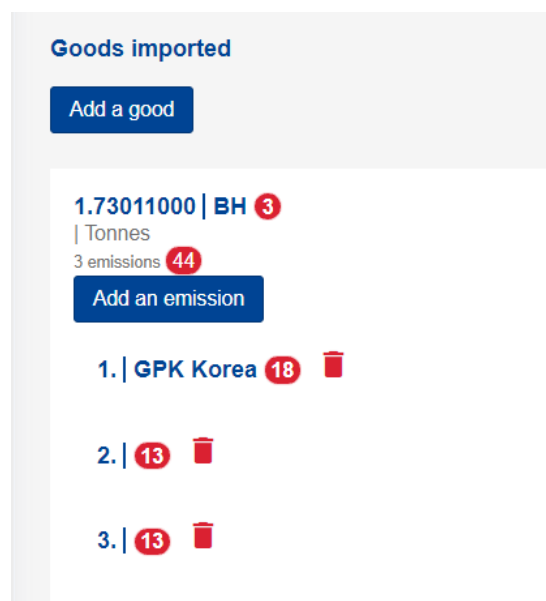 Goods imported
Add a good
1.73011000 | BH 3
| Tonnes
3 emissions 44
Add an emission
1. | GPK Korea 18
2. | 13
3. | 13